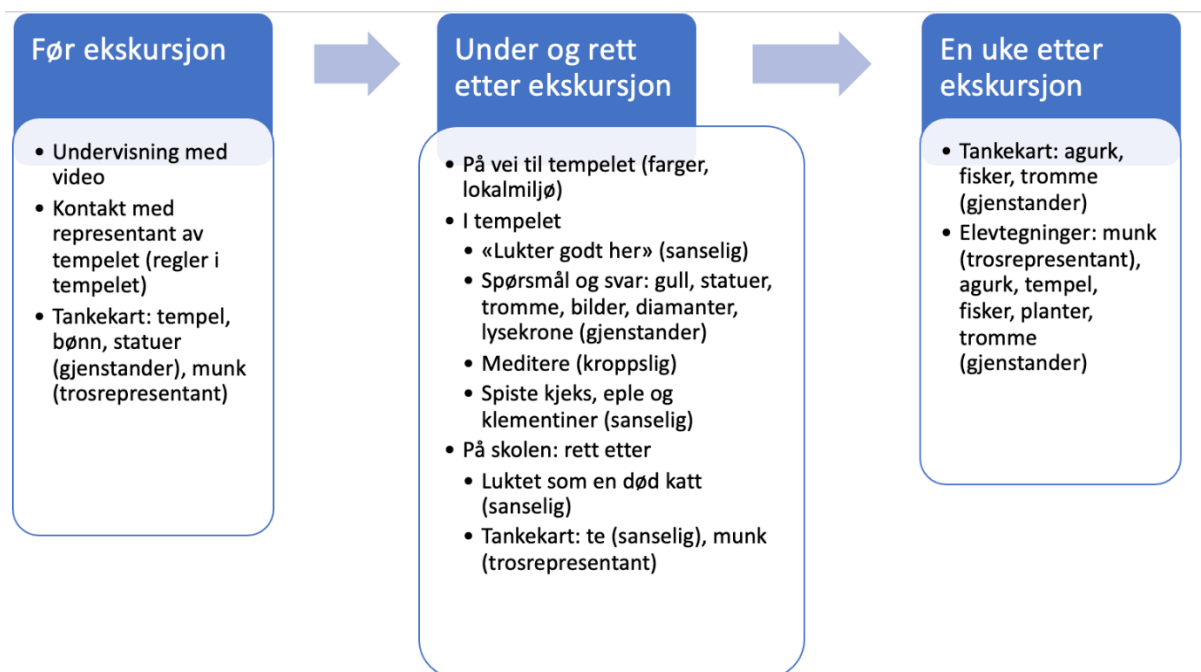 Før ekskursjon
• Undervisning med
video
• Kontakt med
representant av
tempelet (regler i
tempelet)
• Tankekart: tempel,
bønn, statuer
(gjenstander), munk
(trosrepresentant)
Under og rett
etter ekskursjon
• På vei til tempelet (farger,
lokalmiljø)
• I tempelet
• «Lukter godt her» (sanselig)
• Spørsmål og svar: gull, statuer,
tromme, bilder, diamanter,
lysekrone (gjenstander)
• Meditere (kroppslig)
• Spiste kjeks, eple og
klementiner (sanselig)
• På skolen: rett etter
• Luktet som en død katt
(sanselig)
• Tankekart: te (sanselig), munk
(trosrepresentant)
En uke etter
ekskursjon
• Tankekart: agurk,
fisker, tromme
(gjenstander)
• Elevtegninger: munk
(trosrepresentant),
agurk, tempel,
fisker, planter,
tromme
(gjenstander)